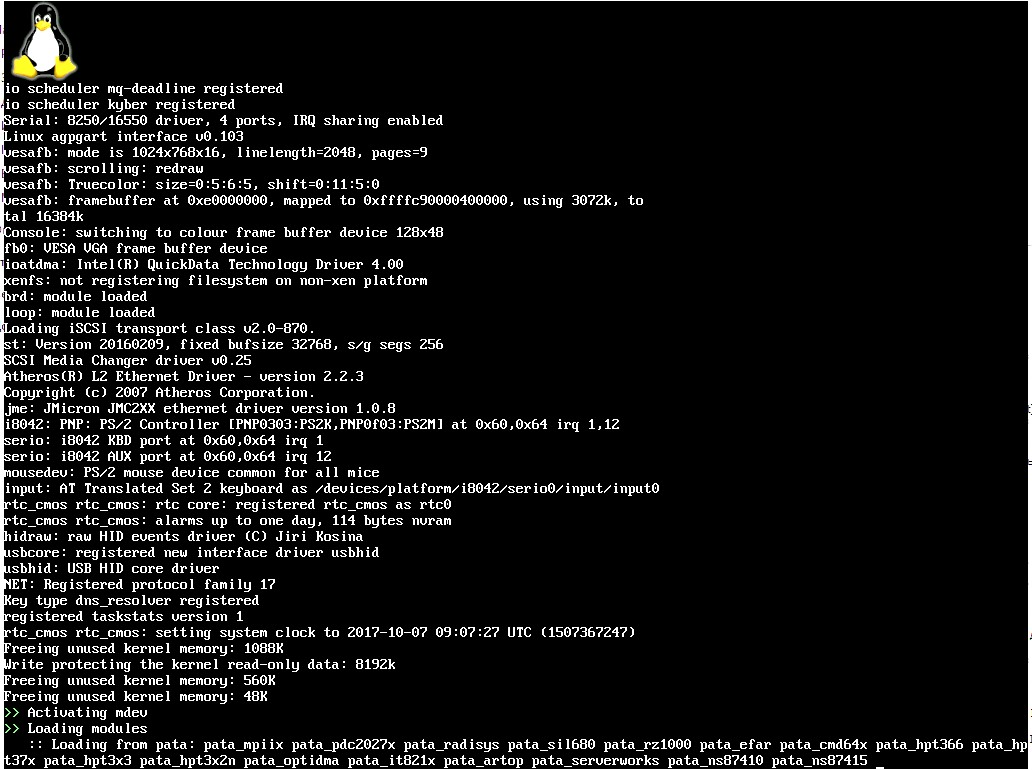 io scheduler mq-deadline registered
io scheduler kyber registered
Serial: 8250/16550 driver, 4 ports, IRQ sharing enabled
Linux agpgart interface v0.103
vesafb: mode is 1024x768x16, linelength=2048, pages=9
vesafb: scrolling: redraw
vesafb: Truecolor: size=0:5:6:5, shift=0:11:5:0
vesafb: framebuffer at 0xe0000000, mapped to 0xffffc90000400000, using 3072k, to
tal 16384k
Console: switching to colour frame buffer device 128x48
fb0: VESA VGA frame buffer device
ioatdma: Intel(R) QuickData Technology Driver 4.00
xenfs: not registering filesystem on non-xen platform
brd: module loaded
loop: module loaded
Loading iSCSI transport class v2.0-870.
st: Version 20160209, fixed bufsize 32768, s/g segs 256
SCSI Media Changer driver v0.25
Atheros(R) L2 Ethernet Driver - version 2.2.3
Copyright (c) 2007 Atheros Corporation.
jme: JMicron JMC2XX ethernet driver version 1.0.8
i8042: PNP: PS/2 Controller [PNP0303:PS2K,PNP0f03:PS2M] at 0x60,0x64 irq 1,12
serio: i8042 KBD port at 0x60,0x64 irq 1
serio: i8042 AUX port at 0x60,0x64 irq 12
mousedev: PS/2 mouse device common for all mice
input: AT Translated Set 2 keyboard as /devices/platform/i8042/serio0/input/input0
rtc_cmos rtc_cmos: rtc core: registered rtc_cmos as rtc0
rtc_cmos rtc_cmos: alarms up to one day, 114 bytes nvram
hidraw: raw HID events driver (C) Jiri Kosina
usbcore: registered new interface driver usbhid
usbhid: USB HID core driver
NET: Registered protocol family 17
Key type dns_resolver registered
registered taskstats version 1
rtc_cmos rtc_cmos: setting system clock to 2017-10-07 09:07:27 UTC (1507367247)
Freeing unused kernel memory: 1088K
Write protecting the kernel read-only data: 8192k
Freeing unused kernel memory: 560K
Freeing unused kernel memory: 48K
>> Activating mdev
>> Loading modules
:: Loading from pata: pata_mpiix pata_pdc2027x pata_radisys pata_sil680 pata_rz1000 pata_efar pata_cmd64x pata_hpt366 pata_hp
t37x pata_hpt3x3 pata_hpt3x2n pata_optidma pata_it821x pata_artop pata_serverworks pata_ns87410 pata_ns87415 _